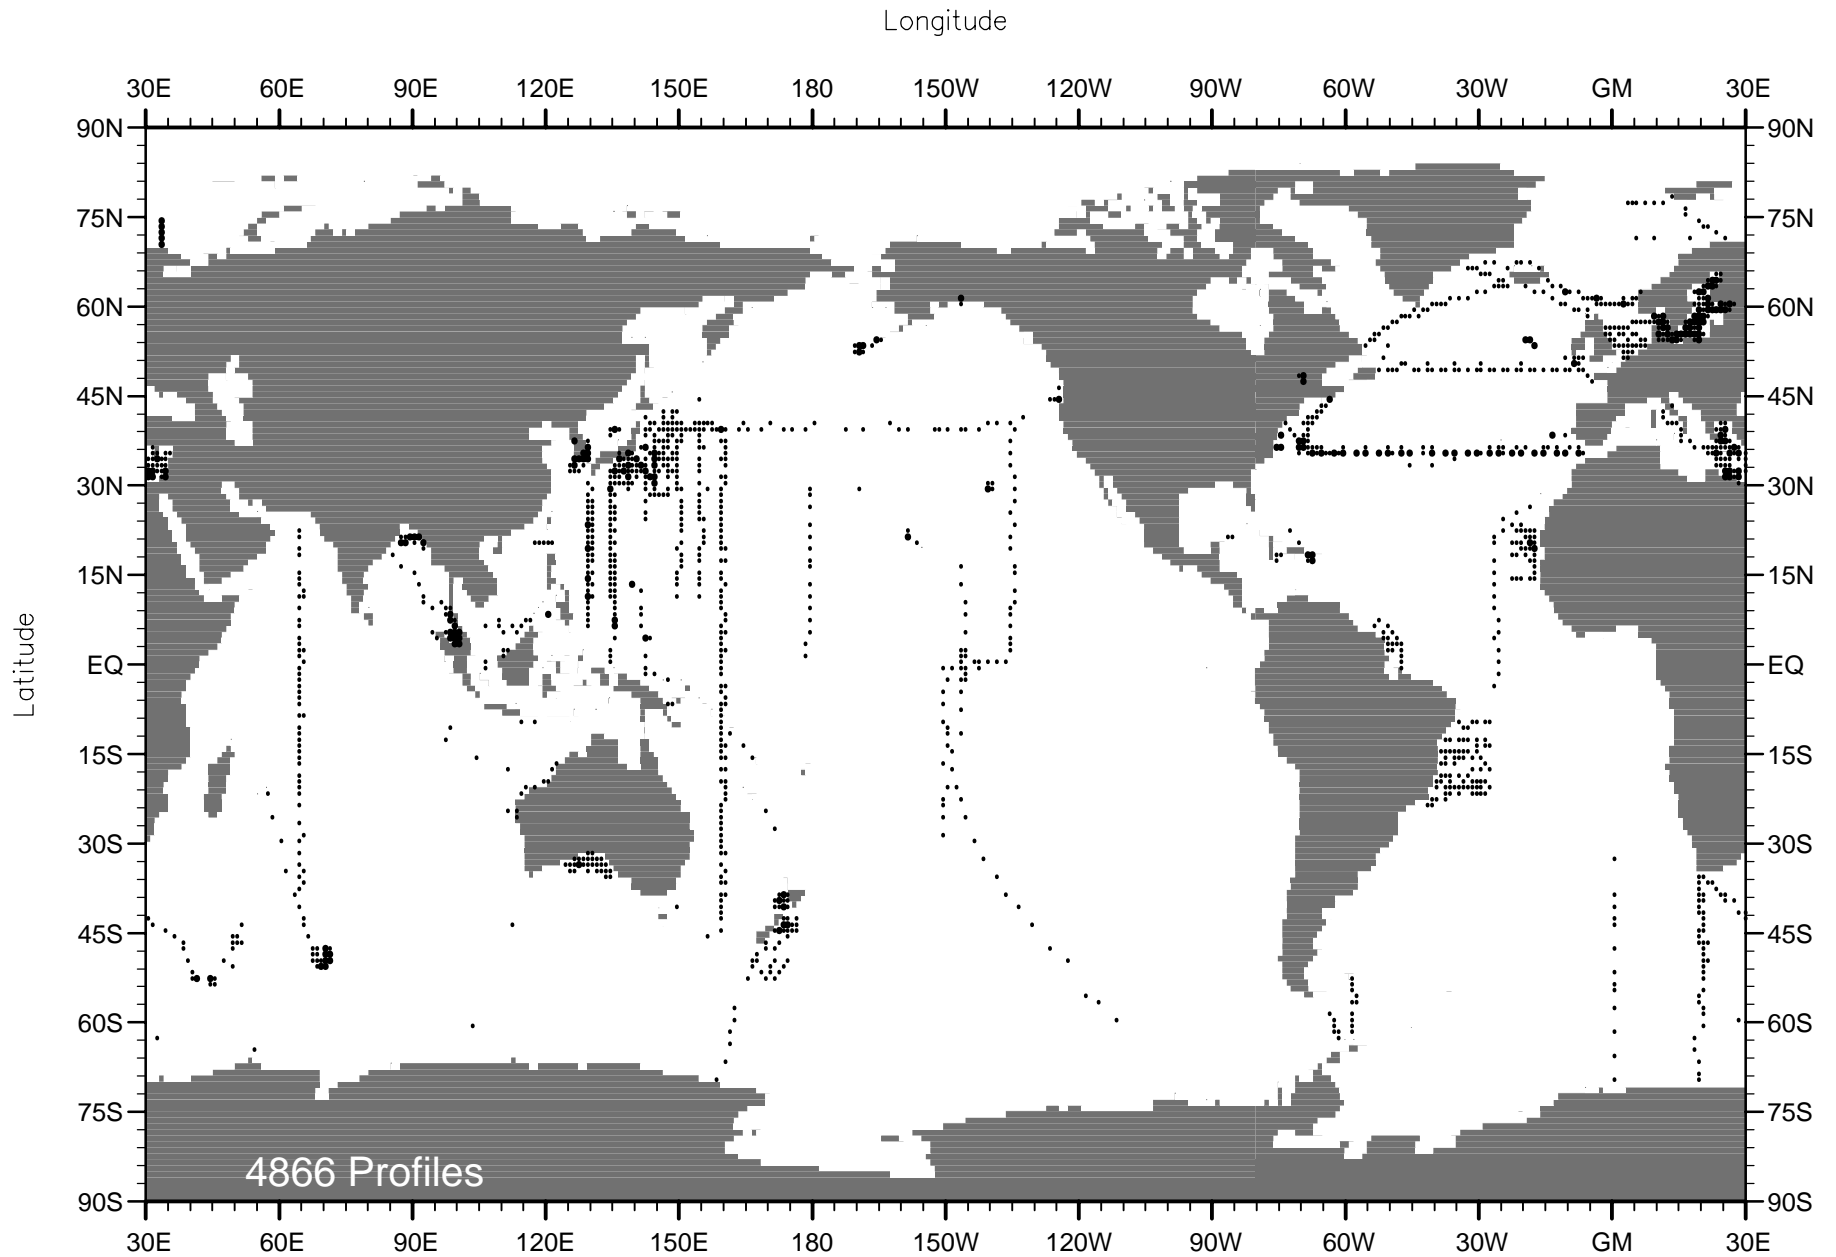 Longitude
30E 60E 90E 120E 150E 180 150W 120W 90W 60W 30W GM 30E
90N 90N
75N 75N
60N 60N
45N 45N
30N 30N
15N 15N
Latitude
EQ EQ
15S 15S
30S 30S
45S 45S
60S 60S
75S 75S
4866 Profiles
90S 90S
30E 60E 90E 120E 150E 180 150W 120W 90W 60W 30W GM 30E